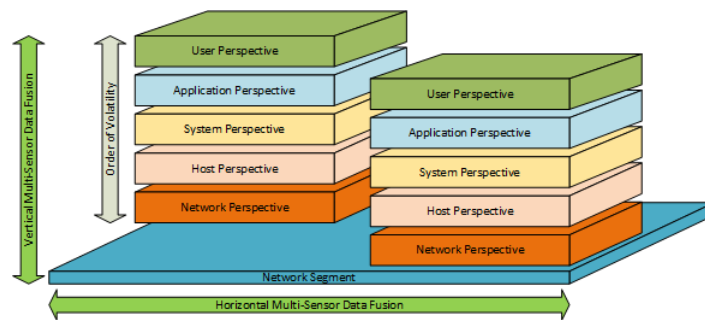 Vertical Multi-Sensor Data Fusion
Order of Volatility
User Perspective
Application Perspective
System Perspective
Host Perspective
Network Perspective
User Perspective
Application Perspective
System Perspective
Host Perspective
Network Perspective
Network Segment
Horizontal Multi-Sensor Data Fusion